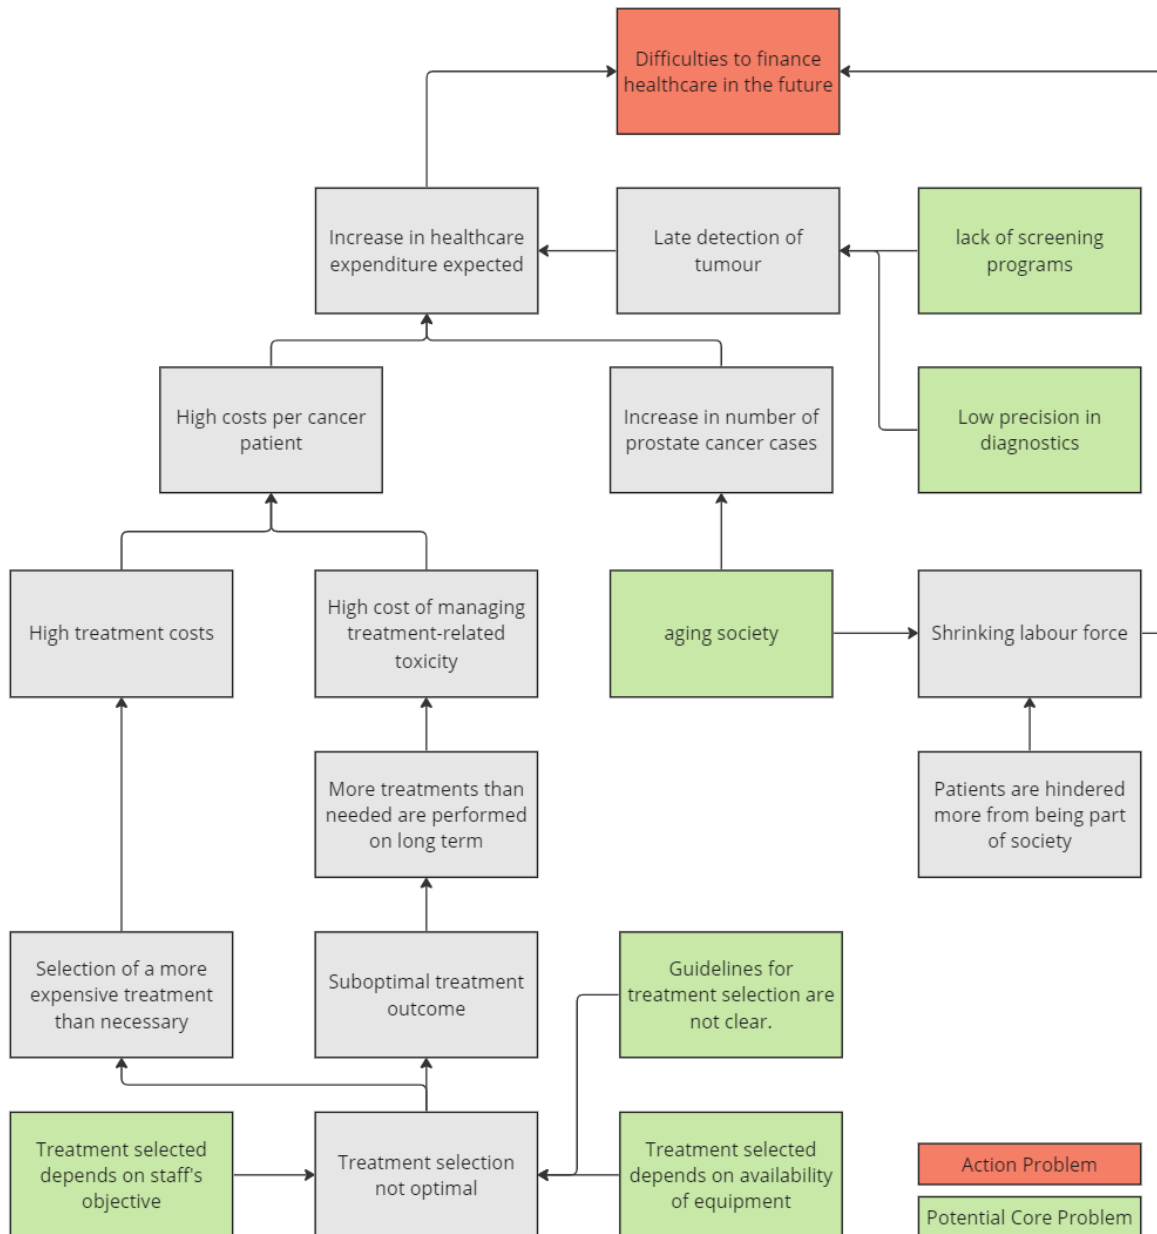 Difficulties to finance
healthcare in the future
Increase in healthcare
expenditure expected
Late detection of
tumour
lack of screening
programs
High costs per cancer
patient
Increase in number of
prostate cancer cases
Low precision in
diagnostics
High treatment costs
High cost of managing
treatment-related
toxicity
aging society
Shrinking labour force
More treatments than
needed are performed
on long term
Patients are hindered
more from being part
of society
Selection of a more
expensive treatment
than necessary
Suboptimal treatment
outcome
Guidelines for
treatment selection are
not clear.
Treatment selected
depends on staff's
objective
Treatment selection
not optimal
Treatment selected
depends on availability
of equipment
Action Problem
Potential Core Problem